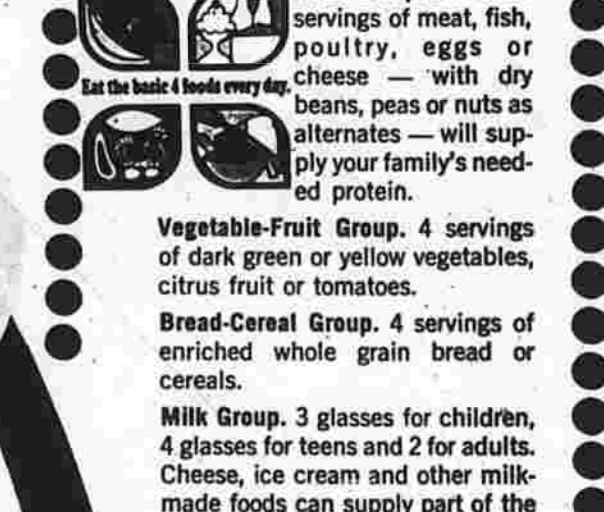 servings of meat, fish,
poultry, eggs or
cheese — with dry
beans, peas or nuts as
alternates — will sup-
ply your family's need-
ed protein.
Eat the basic 4 foods every day.
Vegetable-Fruit Group. 4 servings
of dark green or yellow vegetables,
citrus fruit or tomatoes.
Bread-Cereal Group. 4 servings of
enriched whole grain bread or
cereals.
Milk Group. 3 glasses for children,
4 glasses for teens and 2 for adults.
Cheese, ice cream and other milk-
made foods can supply part of the